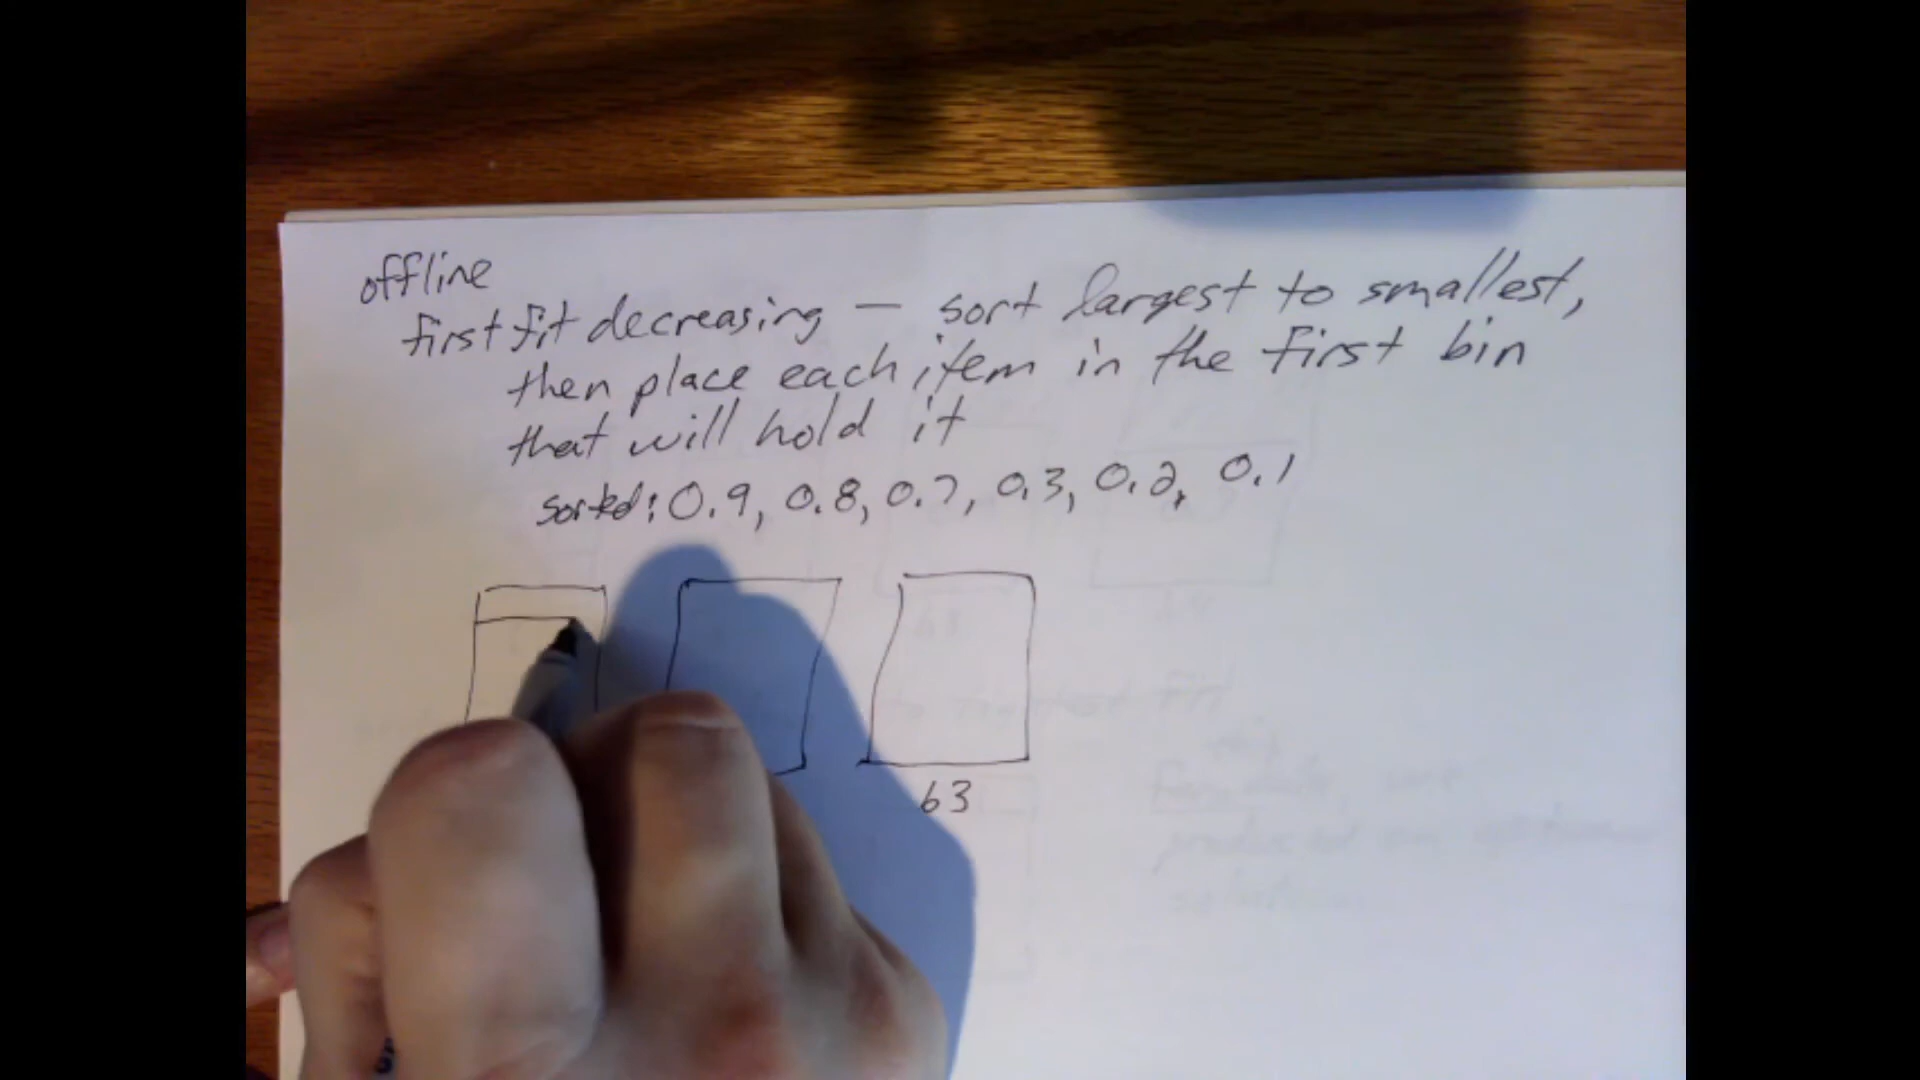 offline
first fit decreasing — sort largest to smallest,
then place each item in the first bin
that will hold it
sorted: 0.9, 0.8, 0.7, 0.3, 0.2, 0.1
b3